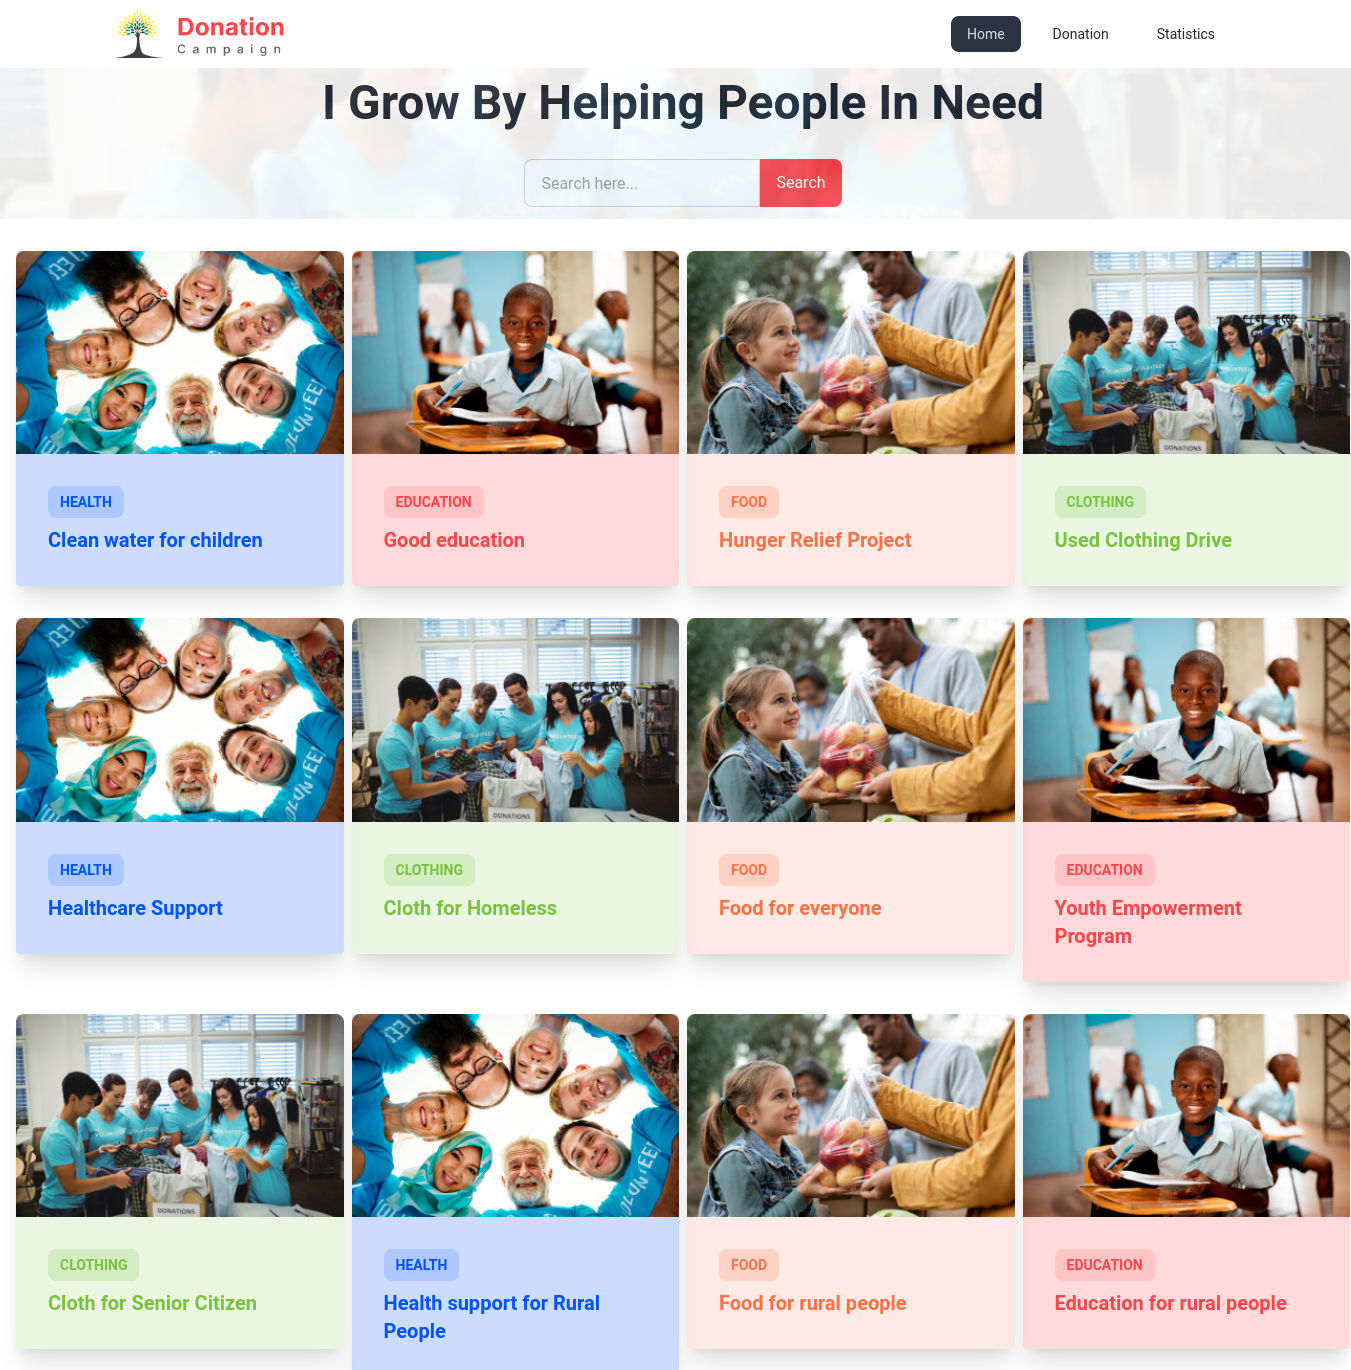 Donation
Campaign
Home
Donation
Statistics
I Grow By Helping People In Need
Search here...
Search
DONATIONS
HEALTH
Clean water for children
EDUCATION
Good education
FOOD
Hunger Relief Project
CLOTHING
Used Clothing Drive
DONATIONS
HEALTH
Healthcare Support
CLOTHING
Cloth for Homeless
FOOD
Food for everyone
EDUCATION
Youth Empowerment
Program
DONATIONS
CLOTHING
Cloth for Senior Citizen
HEALTH
Health support for Rural
People
FOOD
Food for rural people
EDUCATION
Education for rural people